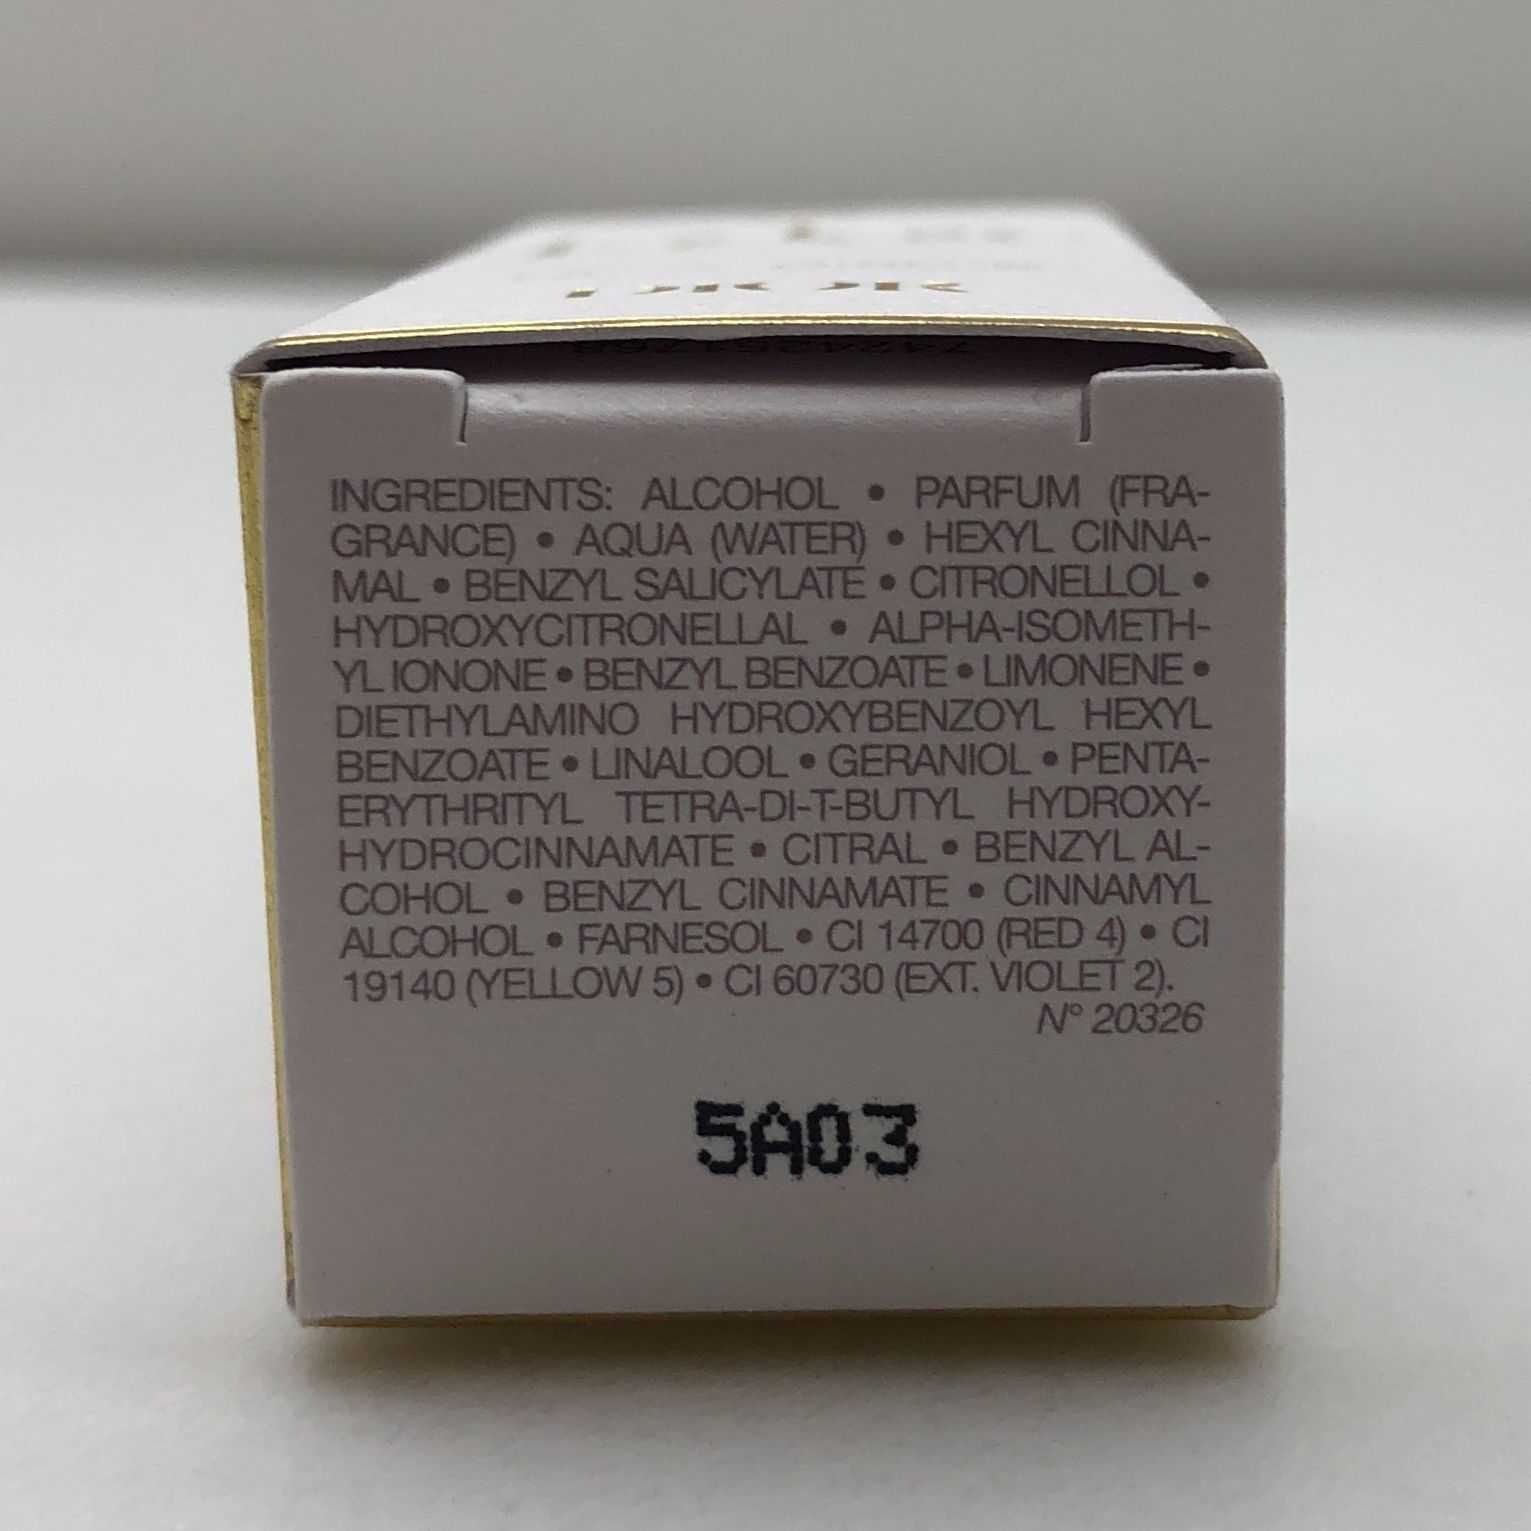 DIOR
INGREDIENTS: ALCOHOL • PARFUM (FRA-
GRANCE) • AQUA (WATER) • HEXYL CINNA-
MAL • BENZYL SALICYLATE • CITRONELLOL •
HYDROXYCITRONELLAL • ALPHA-ISOMETH-
YL IONONE • BENZYL BENZOATE • LIMONENE •
DIETHYLAMINO HYDROXYBENZOYL HEXYL
BENZOATE • LINALOOL • GERANIOL • PENTA-
ERYTHRITYL TETRA-DI-T-BUTYL HYDROXY-
HYDROCINNAMATE • CITRAL • BENZYL AL-
COHOL • BENZYL CINNAMATE • CINNAMYL
ALCOHOL • FARNESOL • CI 14700 (RED 4) • CI
19140 (YELLOW 5) • CI 60730 (EXT. VIOLET 2).
N° 20326
5A03